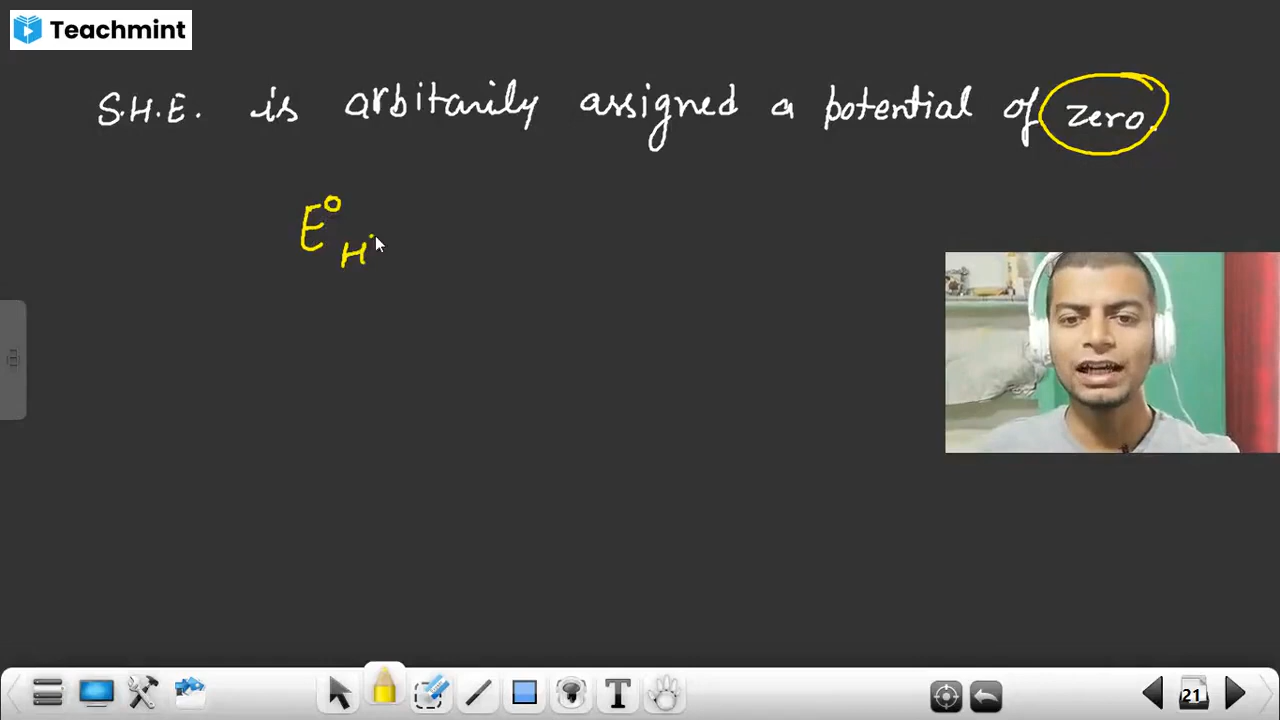 Teachmint
S.H.E. is arbitarily assigned a potential of zero.
E°H
21
T